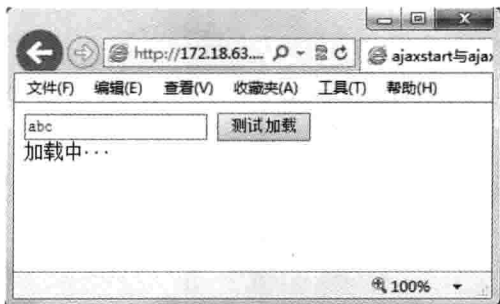 http://172.18.63.... ajaxstart与ajax
文件(F) 编辑(E) 查看(V) 收藏夹(A) 工具(T) 帮助(H)
abc 测试加载
加载中···
100%